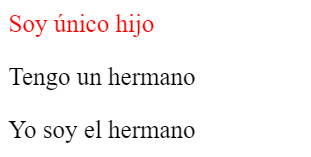 Soy único hijo
Tengo un hermano
Yo soy el hermano